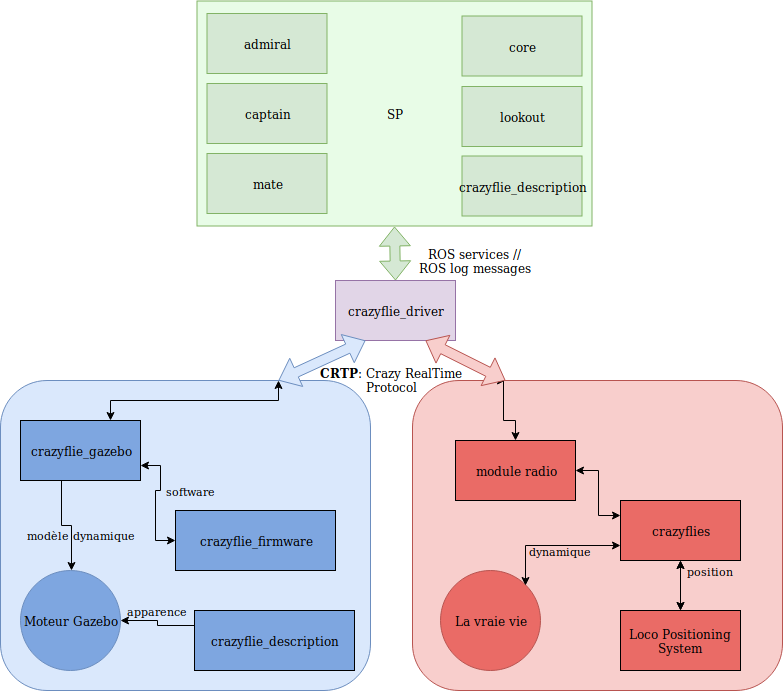 admiral
core
captain
SP
lookout
mate
crazyflie_description
ROS services //
ROS log messages
crazyflie_driver
CRTP: Crazy RealTime
Protocol
crazyflie_gazebo
software
crazyflie_firmware
modèle dynamique
Moteur Gazebo
apparence
crazyflie_description
module radio
crazyflies
dynamique
position
La vraie vie
Loco Positioning
System